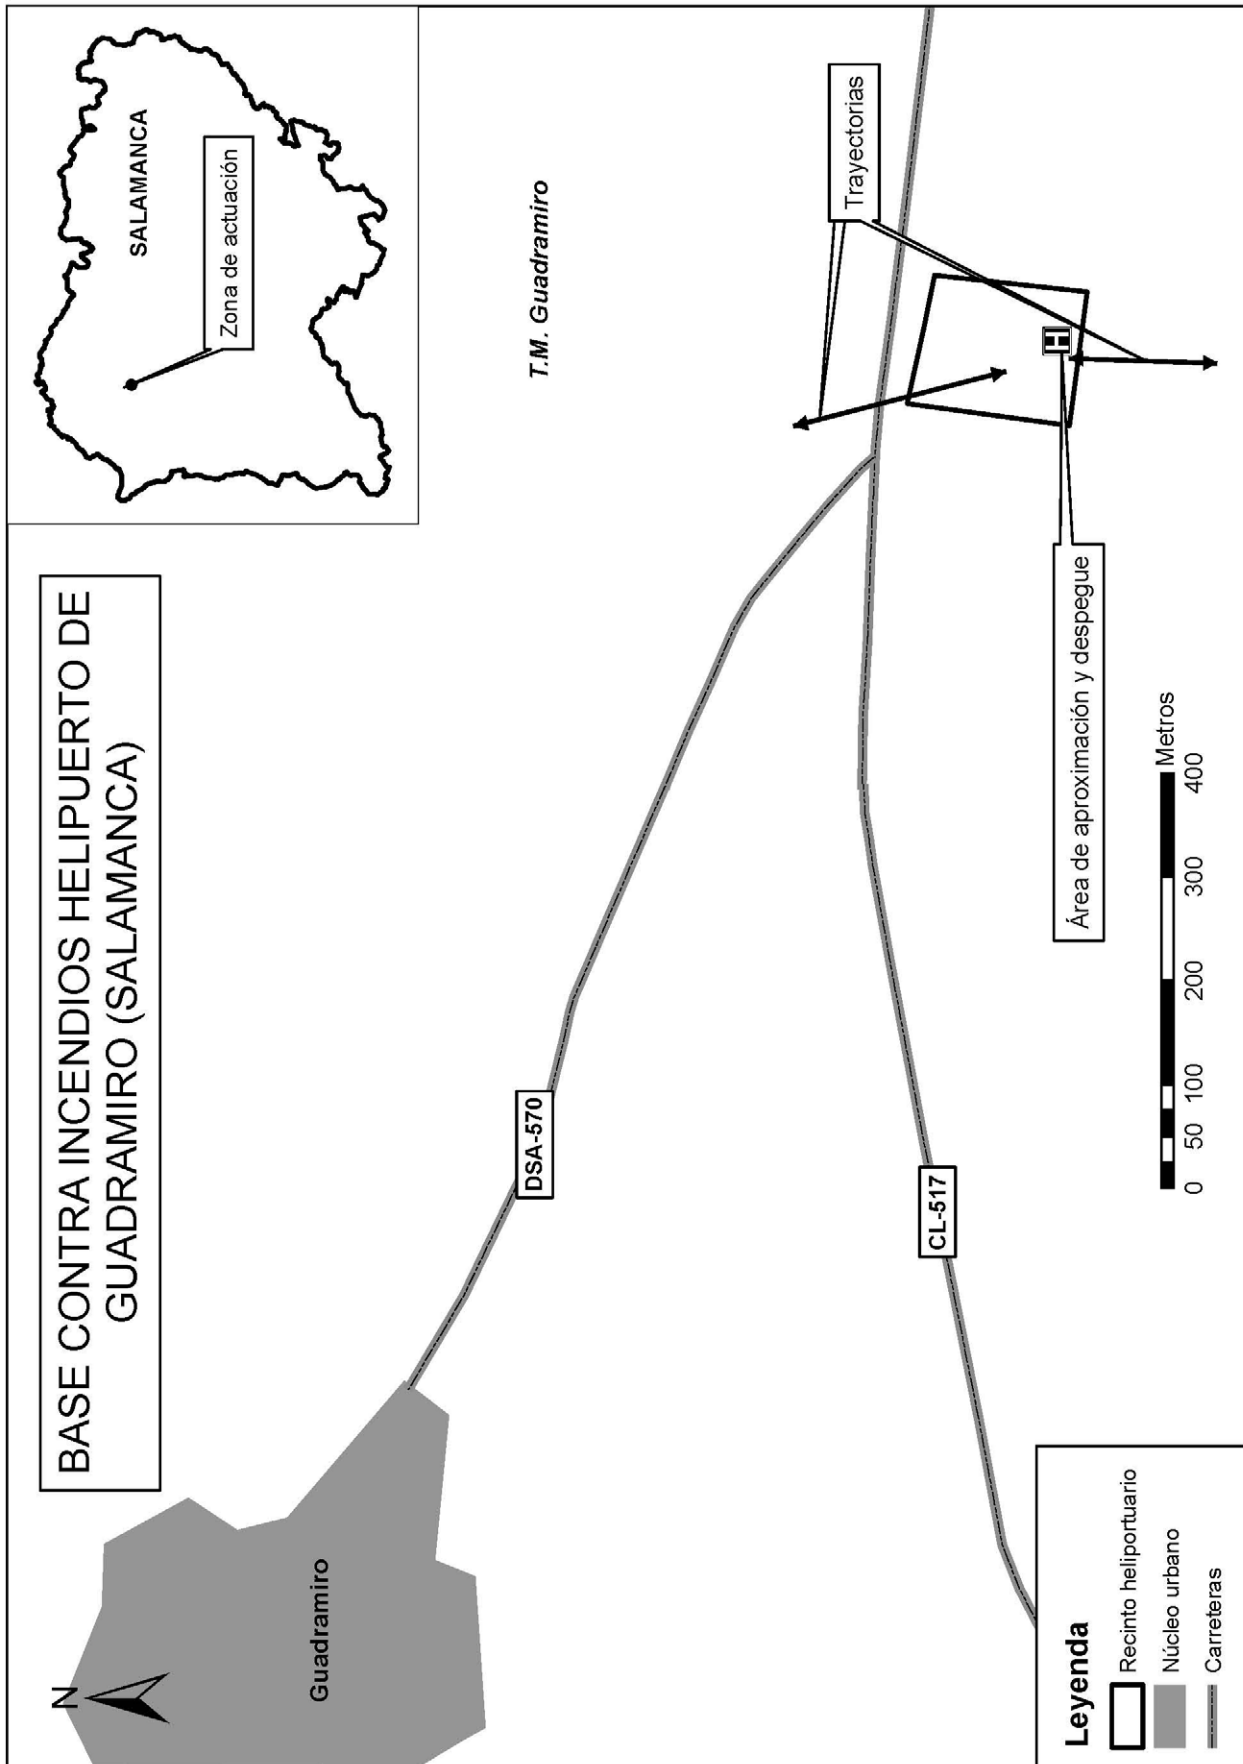 BASE CONTRA INCENDIOS HELIPUERTO DE
GUADRAMIRO (SALAMANCA)
N
SALAMANCA
Zona de actuación
T.M. Guadramiro
Guadramiro
DSA-570
CL-517
Trayectorias
Área de aproximación y despegue
Metros
0 50 100 200 300 400
Leyenda
Recinto heliportuario
Núcleo urbano
Carreteras
H